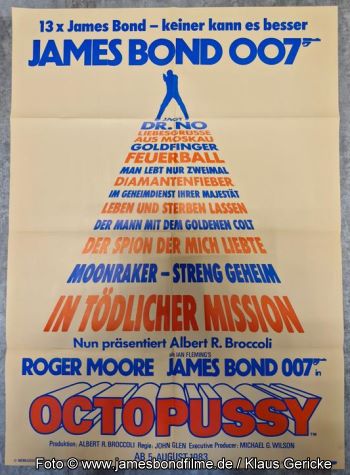 13 x James Bond – keiner kann es besser
JAMES BOND 007
JAGT
DR. NO
LIEBESGRÜSSE
AUS MOSKAU
GOLDFINGER
FEUERBALL
MAN LEBT NUR ZWEIMAL
DIAMANTENFIEBER
IM GEHEIMDIENST IHRER MAJESTÄT
LEBEN UND STERBEN LASSEN
DER MANN MIT DEM GOLDENEN COLT
DER SPION DER MICH LIEBTE
MOONRAKER – STRENG GEHEIM
IN TÖDLICHER MISSION
Nun präsentiert Albert R. Broccoli
als IAN FLEMING'S
ROGER MOORE JAMES BOND 007 in
OCTOPUSSY
Produktion: ALBERT R. BROCCOLI Regie: JOHN GLEN Executive Producer: MICHAEL G. WILSON
AB 5. AUGUST 1983
Foto © www.jamesbondfilme.de / Klaus Gericke